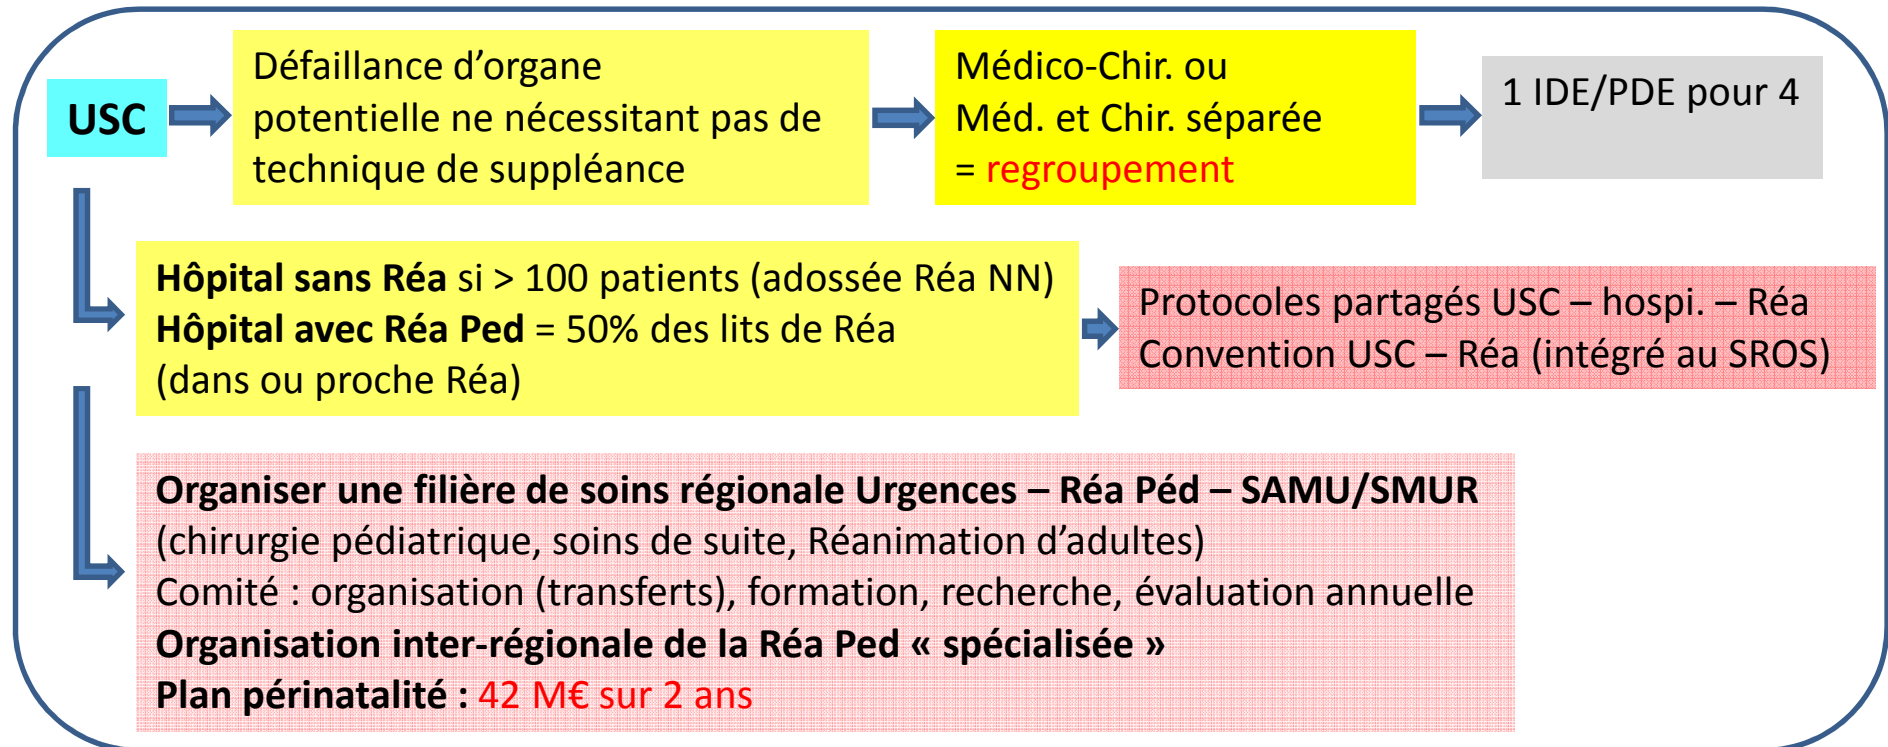 USC
Défaillance d'organe
potentielle ne nécessitant pas de
technique de suppléance
Médico-Chir. ou
Méd. et Chir. séparée
= regroupement
1 IDE/PDE pour 4
Hôpital sans Réa si > 100 patients (adossée Réa NN)
Hôpital avec Réa Ped = 50% des lits de Réa
(dans ou proche Réa)
Protocoles partagés USC – hospi. – Réa
Convention USC – Réa (intégré au SROS)
Organiser une filière de soins régionale Urgences – Réa Péd – SAMU/SMUR
(chirurgie pédiatrique, soins de suite, Réanimation d'adultes)
Comité : organisation (transferts), formation, recherche, évaluation annuelle
Organisation inter-régionale de la Réa Ped « spécialisée »
Plan périnatalité : 42 M€ sur 2 ans